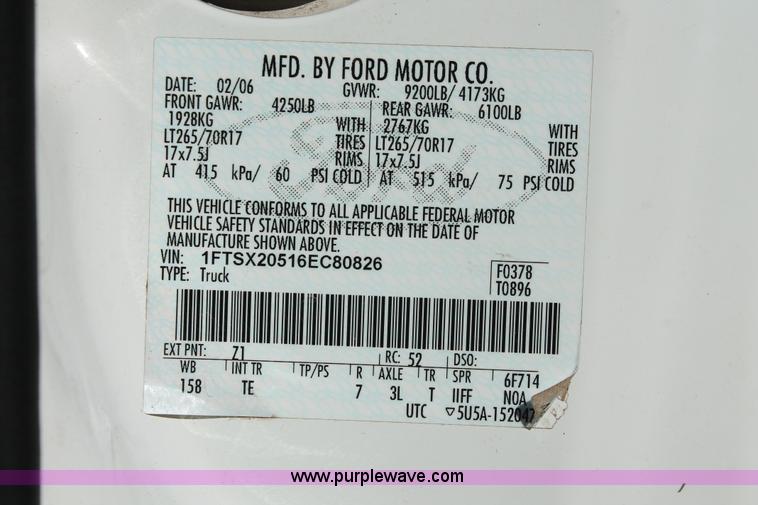 MFD. BY FORD MOTOR CO.
DATE: 02/06 GVWR: 9200LB/ 4173KG
FRONT GAWR: 4250LB REAR GAWR: 6100LB
1928KG WITH 2767KG WITH
LT265/70R17 TIRES LT265/70R17 TIRES
17x7.5J RIMS 17x7.5J RIMS
AT 415 kPa/ 60 PSI COLD AT 515 kPa/ 75 PSI COLD
Ford
THIS VEHICLE CONFORMS TO ALL APPLICABLE FEDERAL MOTOR
VEHICLE SAFETY STANDARDS IN EFFECT ON THE DATE OF
MANUFACTURE SHOWN ABOVE.
VIN: 1FTSX20516EC80826 F0378
TYPE: Truck T0896
EXT PNT: Z1 RC: 52 DSO:
WB INT TR TP/PS R AXLE TR SPR 6F714
158 TE 7 3L T IIFF NOA
UTC ▽5U5A-152047
www.purplewave.com